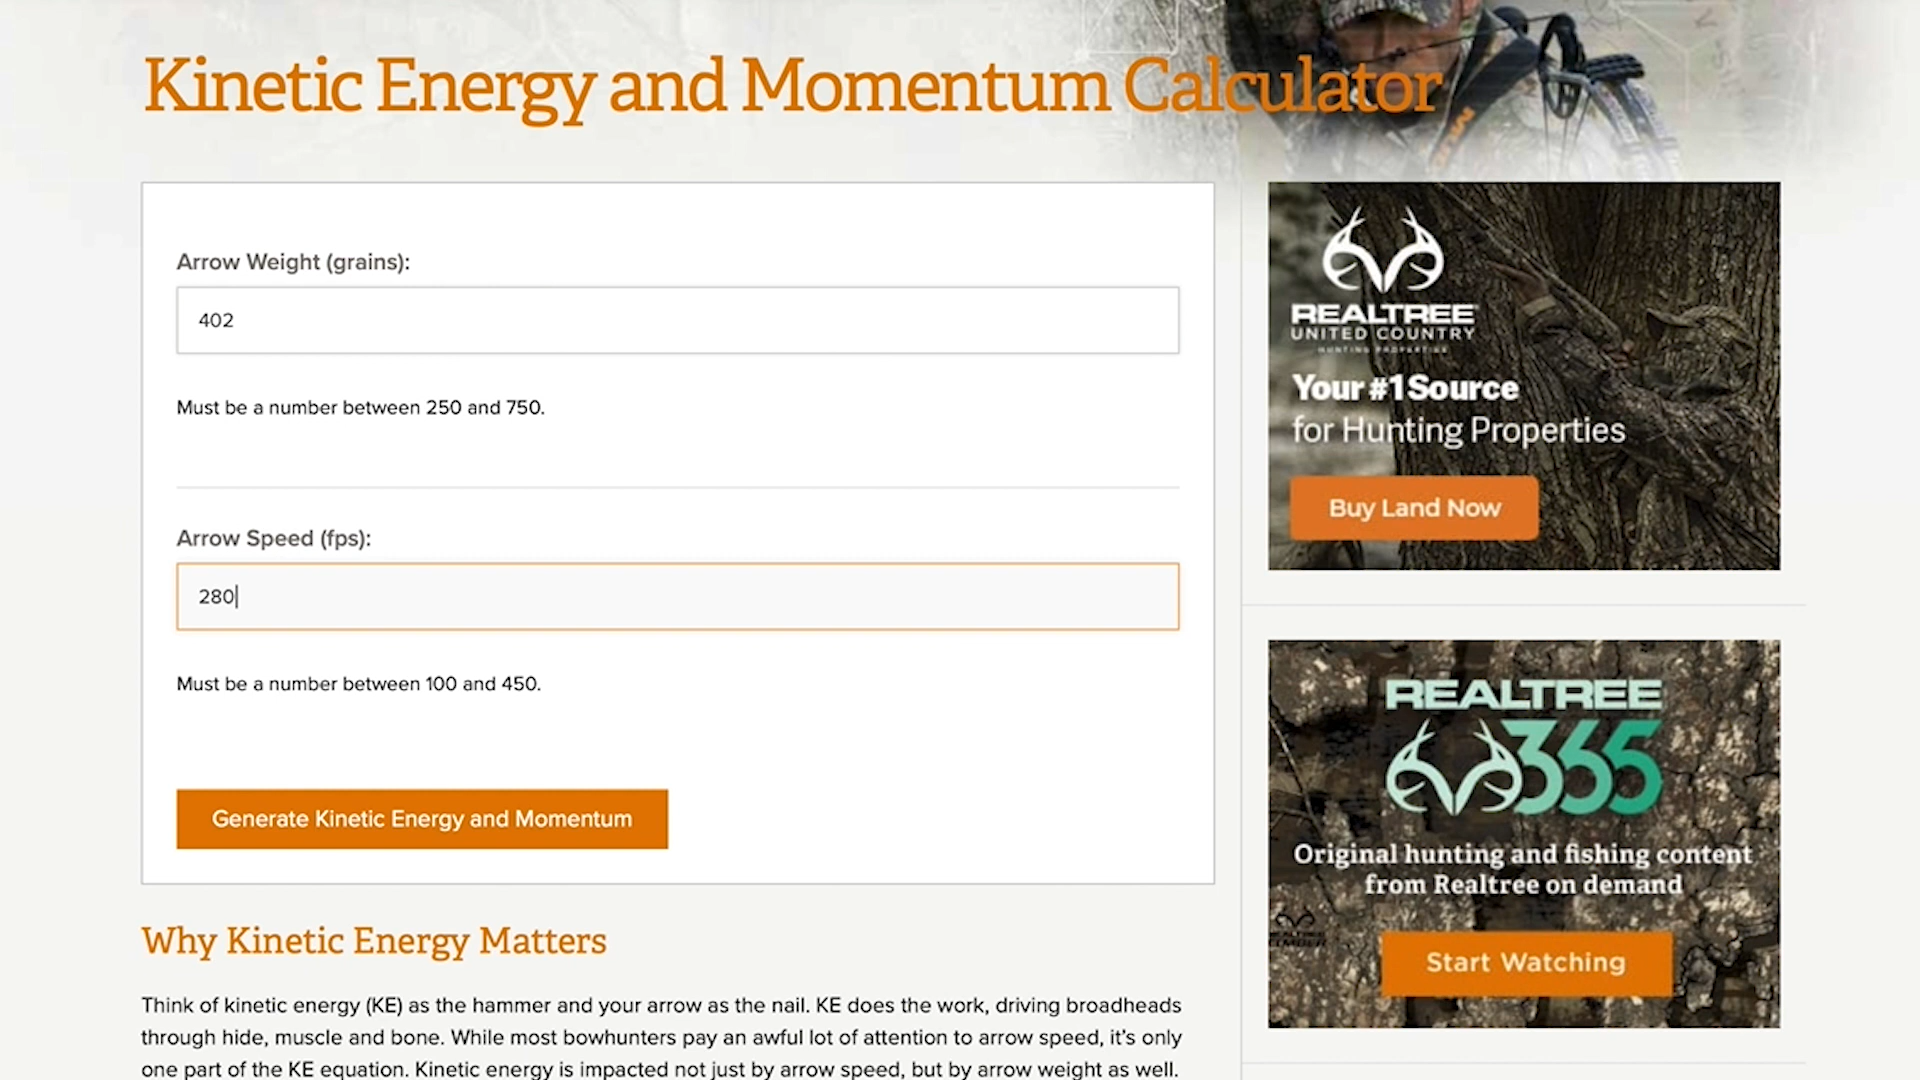 Kinetic Energy and Momentum Calculator
Arrow Weight (grains):
402
Must be a number between 250 and 750.
Arrow Speed (fps):
280
Must be a number between 100 and 450.
Generate Kinetic Energy and Momentum
Why Kinetic Energy Matters
Think of kinetic energy (KE) as the hammer and your arrow as the nail. KE does the work, driving broadheads
through hide, muscle and bone. While most bowhunters pay an awful lot of attention to arrow speed, it's only
one part of the KE equation. Kinetic energy is impacted not just by arrow speed, but by arrow weight as well.
REALTREE
UNITED COUNTRY
HUNTING PROPERTIES
Your #1 Source
for Hunting Properties
Buy Land Now
REALTREE
365
Original hunting and fishing content
from Realtree on demand
Start Watching